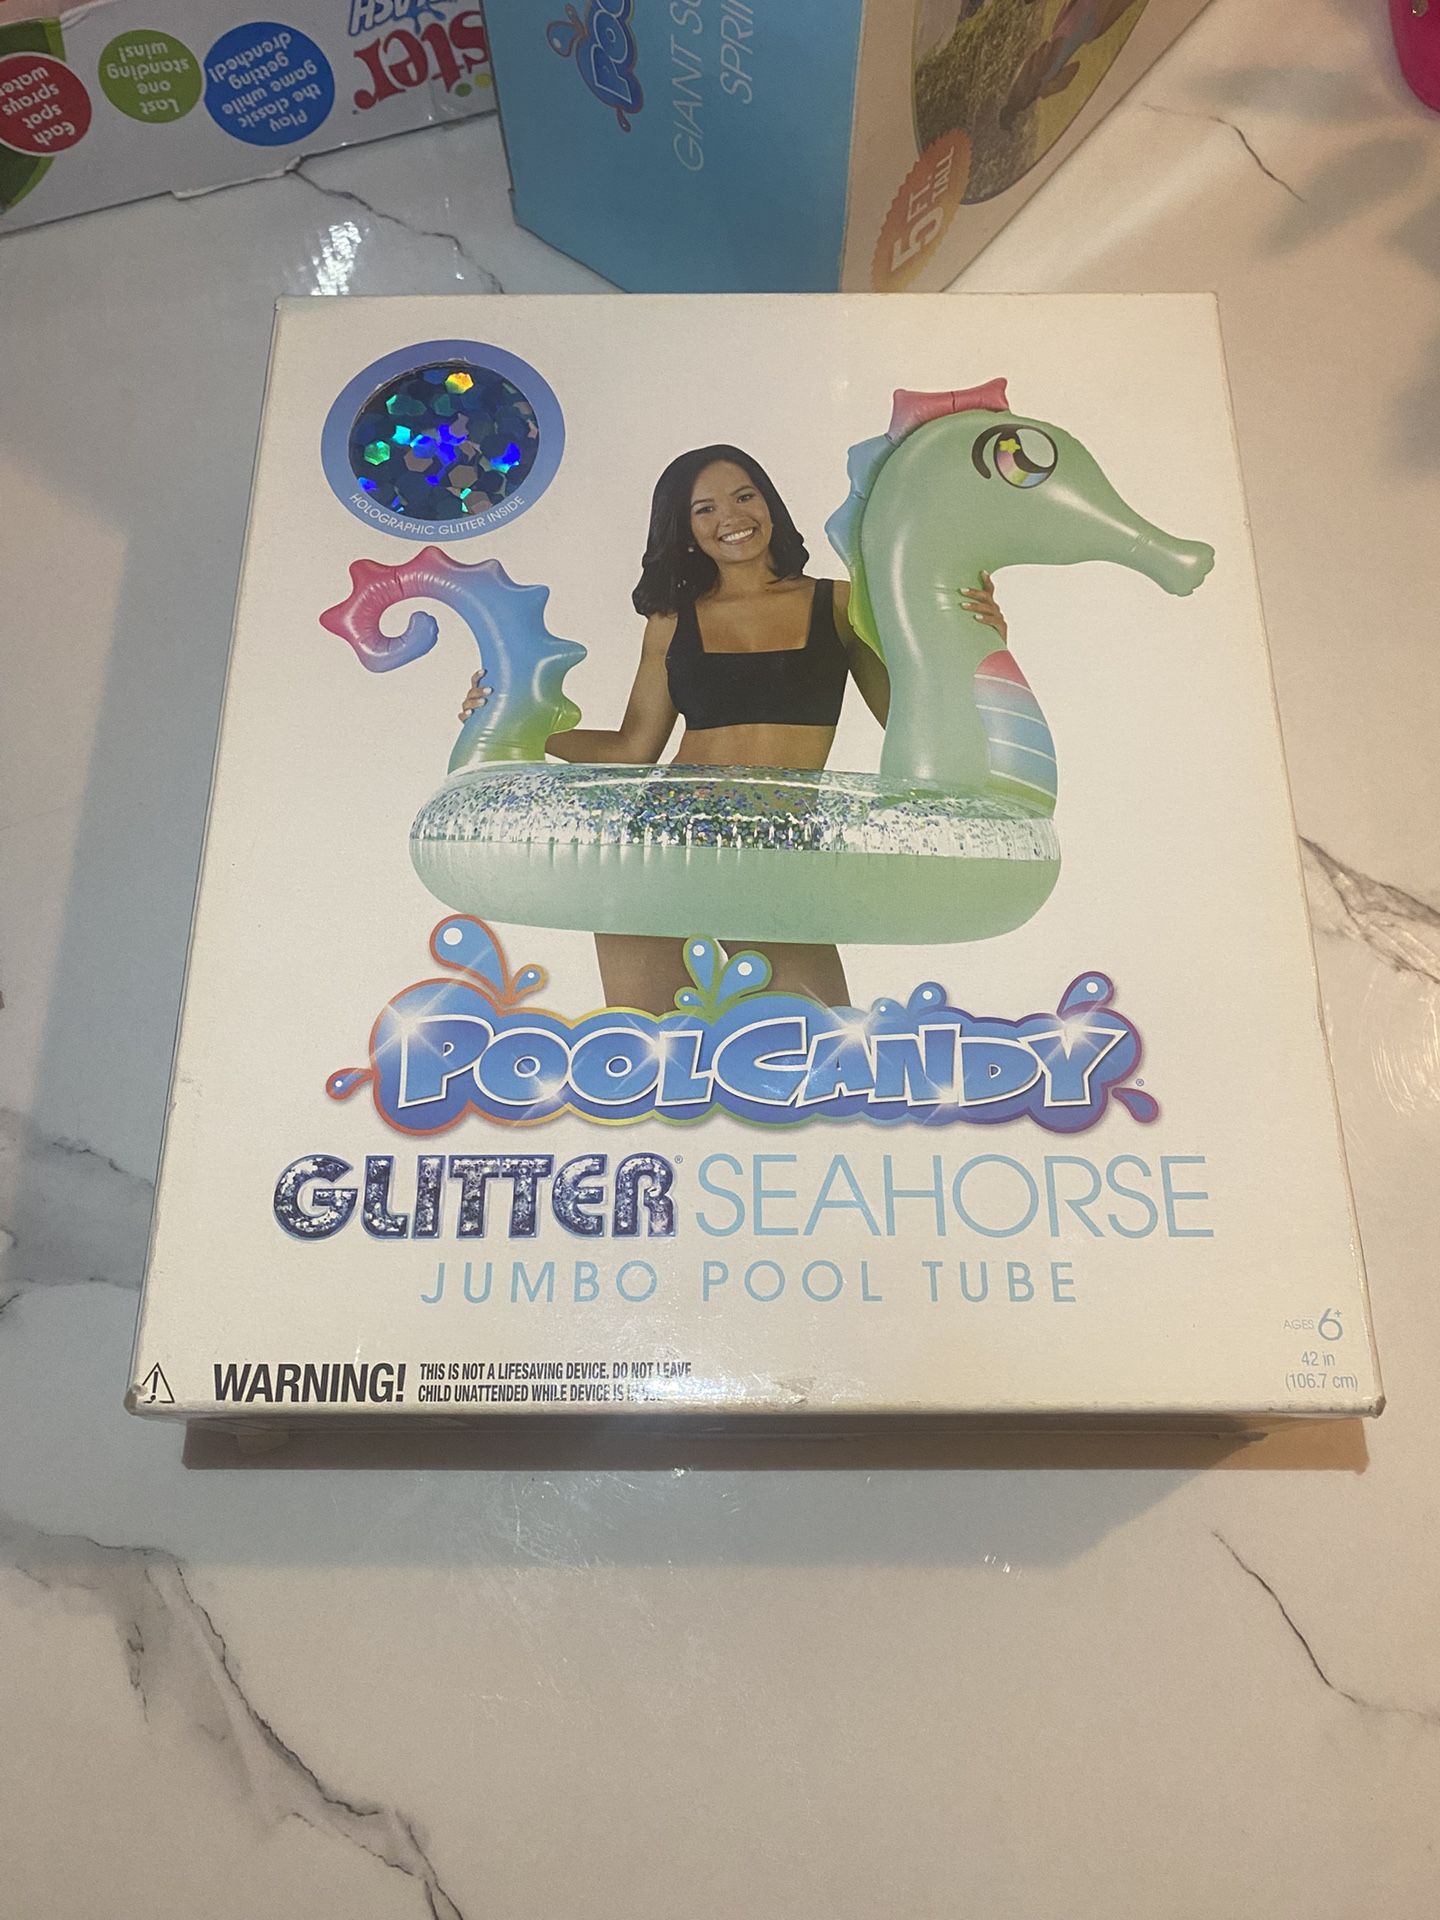 Each
spot
sprays
water
Last
one
standing
wins!
Play
the classic
game while
getting
drenched!
GIANT
5 FT.
TALL
HOLOGRAPHIC GLITTER INSIDE
POOLCANDY®
GLITTER® SEAHORSE
JUMBO POOL TUBE
AGES 6+
42 in
(106.7 cm)
WARNING! THIS IS NOT A LIFESAVING DEVICE. DO NOT LEAVE
CHILD UNATTENDED WHILE DEVICE IS